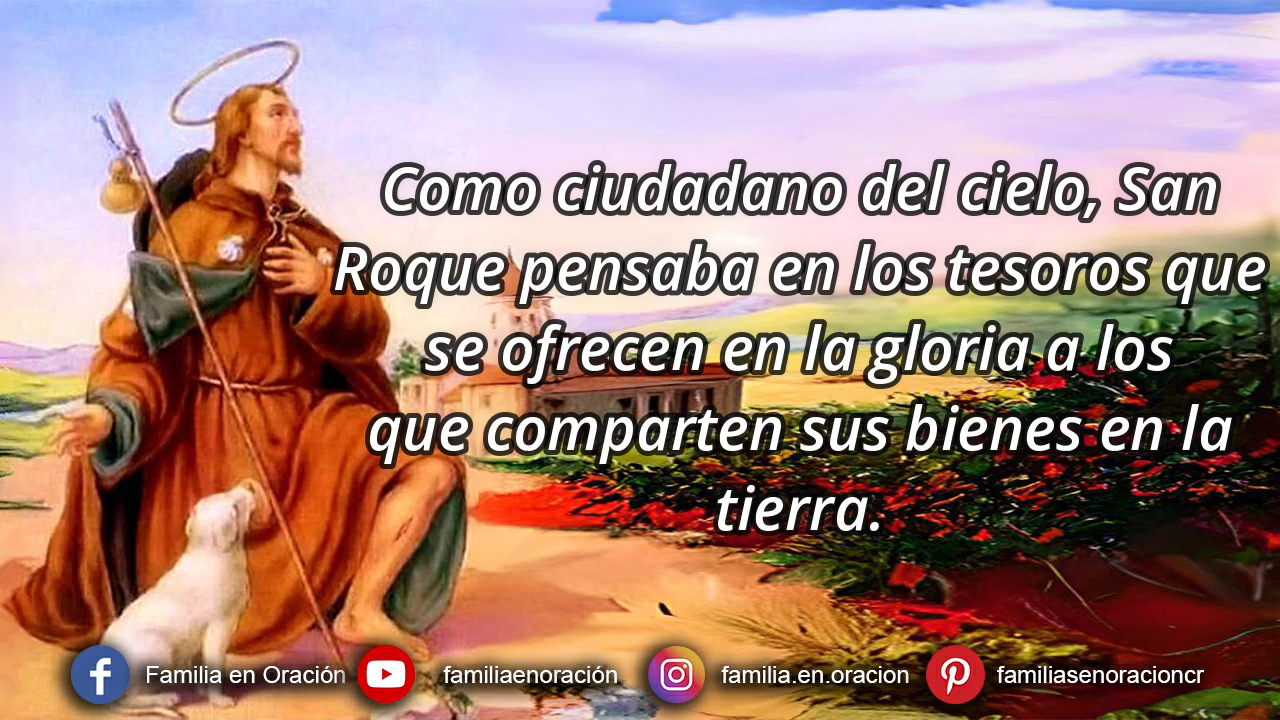 Como ciudadano del cielo, San
Roque pensaba en los tesoros que
se ofrecen en la gloria a los
que comparten sus bienes en la
tierra.
Familia en Oración familiaenoración familia.en.oracion familiasenoracioncr